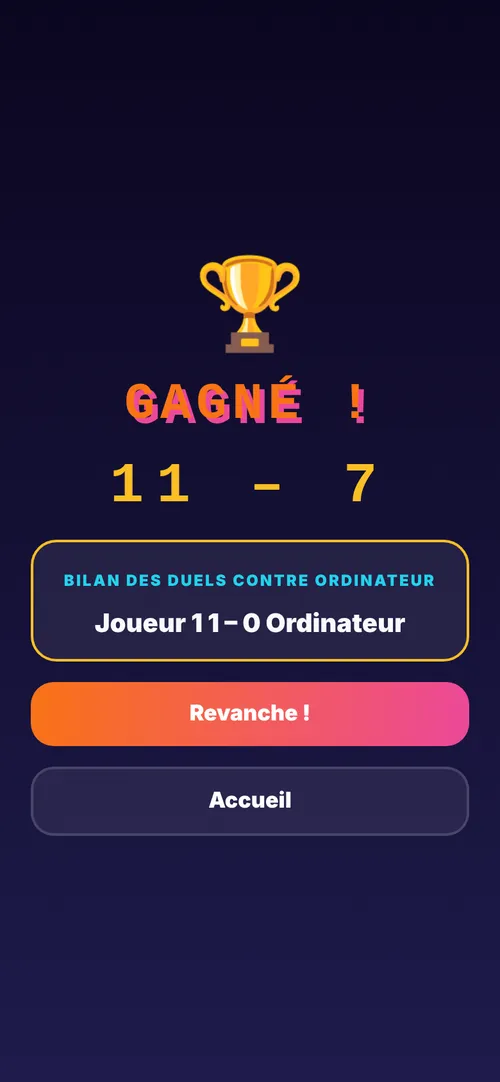 GAGNÉ !
11 – 7
BILAN DES DUELS CONTRE ORDINATEUR
Joueur 11 – 0 Ordinateur
Revanche !
Accueil